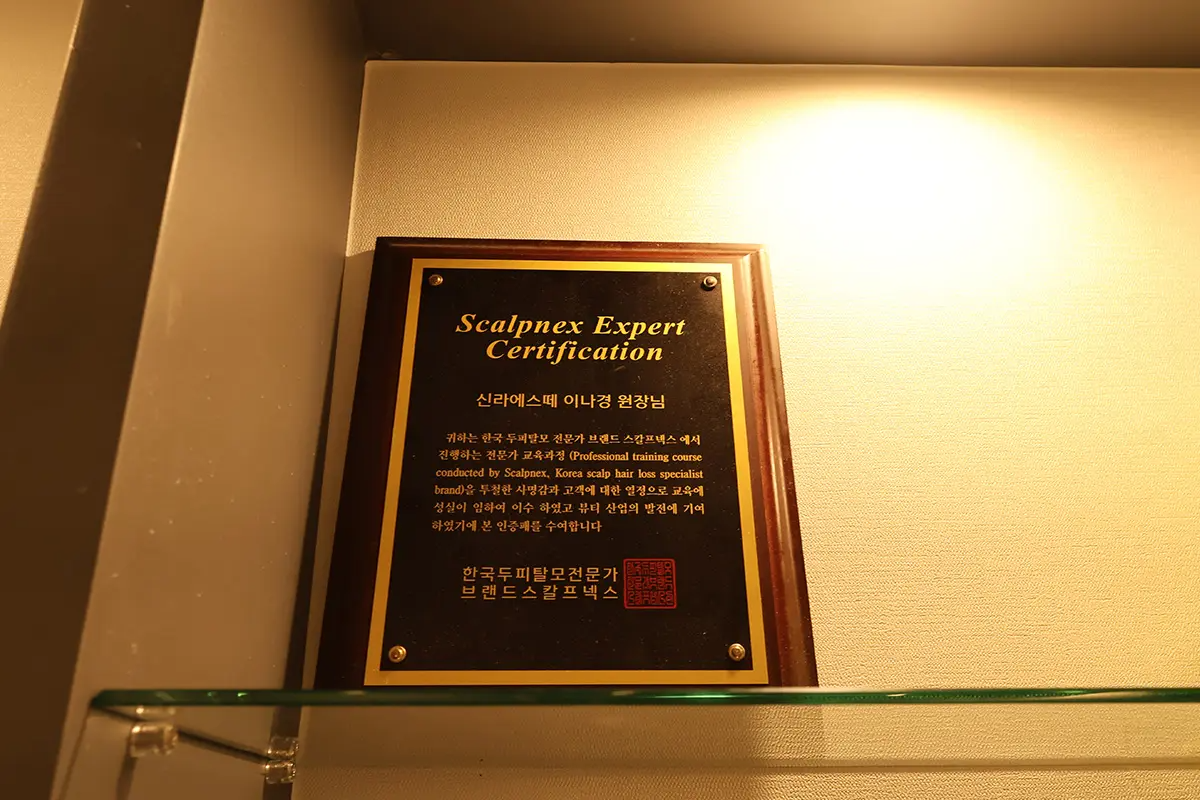 Scalpnex Expert
Certification
신라에스떼 이나경 원장님
귀하는 한국 두피탈모 전문가 브랜드 스칼프넥스 에서
진행하는 전문가 교육과정 (Professional training course
conducted by Scalpnex, Korea scalp hair loss specialist
brand)을 투철한 사명감과 고객에 대한 열정으로 교육에
성실이 임하여 이수 하였고 뷰티 산업의 발전에 기여
하였기에 본 인증패를 수여합니다
한국두피탈모전문가
브랜드스칼프넥스